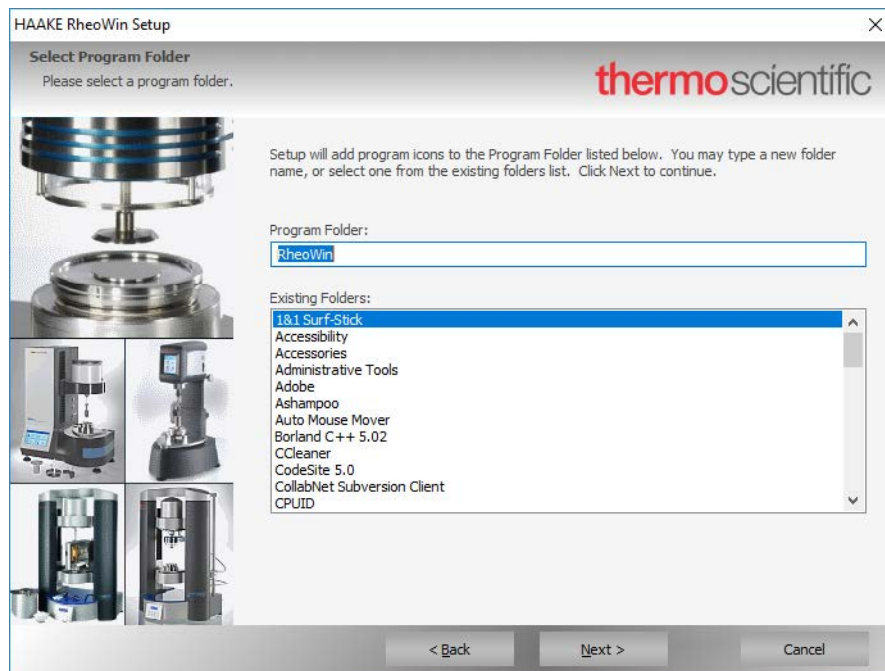 HAAKE RheoWin Setup
Select Program Folder
Please select a program folder.
thermoscientific
Setup will add program icons to the Program Folder listed below. You may type a new folder
name, or select one from the existing folders list. Click Next to continue.
Program Folder:
RheoWin
Existing Folders:
1&1 Surf-Stick
Accessibility
Accessories
Administrative Tools
Adobe
Ashampoo
Auto Mouse Mover
Borland C++ 5.02
CCleaner
CodeSite 5.0
CollabNet Subversion Client
CPUID
< Back
Next >
Cancel